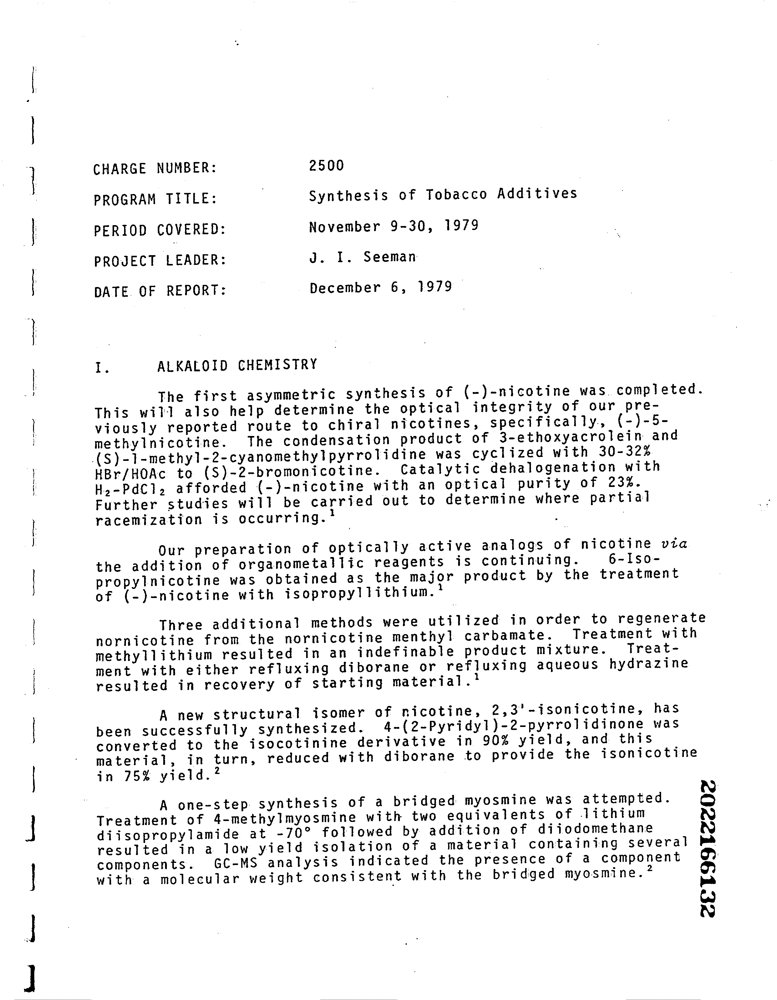 CHARGE NUMBER: 2500
PROGRAM TITLE: Synthesis of Tobacco Additives
PERIOD COVERED: November 9-30, 1979
PROJECT LEADER: J. I. Seeman
DATE OF REPORT: December 6, 1979
I. ALKALOID CHEMISTRY
The first asymmetric synthesis of (-)-nicotine was completed.
This will also help determine the optical integrity of our pre-
viously reported route to chiral nicotines, specifically, (-)-5-
methylnicotine. The condensation product of 3-ethoxyacrolein and
(S)-1-methyl-2-cyanomethylpyrrolidine was cyclized with 30-32%
HBr/HOAc to (S)-2-bromonicotine. Catalytic dehalogenation with
H₂-PdCl₂ afforded (-)-nicotine with an optical purity of 23%.
Further studies will be carried out to determine where partial
racemization is occurring.¹
Our preparation of optically active analogs of nicotine via
the addition of organometallic reagents is continuing. 6-Iso-
propylnicotine was obtained as the major product by the treatment
of (-)-nicotine with isopropyllithium.¹
Three additional methods were utilized in order to regenerate
nornicotine from the nornicotine menthyl carbamate. Treatment with
methyllithium resulted in an indefinable product mixture. Treat-
ment with either refluxing diborane or refluxing aqueous hydrazine
resulted in recovery of starting material.¹
A new structural isomer of nicotine, 2,3'-isonicotine, has
been successfully synthesized. 4-(2-Pyridyl)-2-pyrrolidinone was
converted to the isocotinine derivative in 90% yield, and this
material, in turn, reduced with diborane to provide the isonicotine
in 75% yield.²
A one-step synthesis of a bridged myosmine was attempted.
Treatment of 4-methylmyosmine with two equivalents of lithium
diisopropylamide at -70° followed by addition of diiodomethane
resulted in a low yield isolation of a material containing several
components. GC-MS analysis indicated the presence of a component
with a molecular weight consistent with the bridged myosmine.²
2022166132